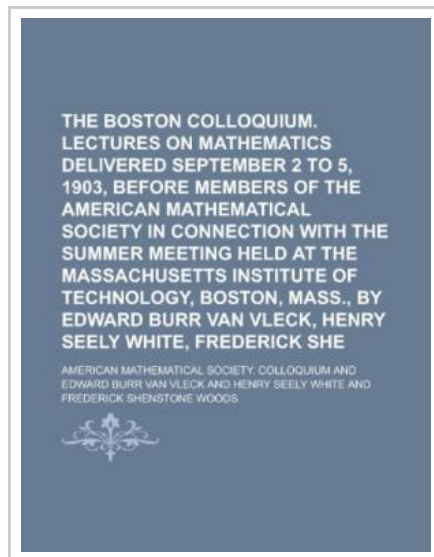 THE BOSTON COLLOQUIUM.
LECTURES ON MATHEMATICS
DELIVERED SEPTEMBER 2 TO 5,
1903, BEFORE MEMBERS OF THE
AMERICAN MATHEMATICAL
SOCIETY IN CONNECTION WITH THE
SUMMER MEETING HELD AT THE
MASSACHUSETTS INSTITUTE OF
TECHNOLOGY, BOSTON, MASS., BY
EDWARD BURR VAN VLECK, HENRY
SEELY WHITE, FREDERICK SHE
AMERICAN MATHEMATICAL SOCIETY. COLLOQUIUM AND
EDWARD BURR VAN VLECK AND HENRY SEELY WHITE AND
FREDERICK SHENSTONE WOODS